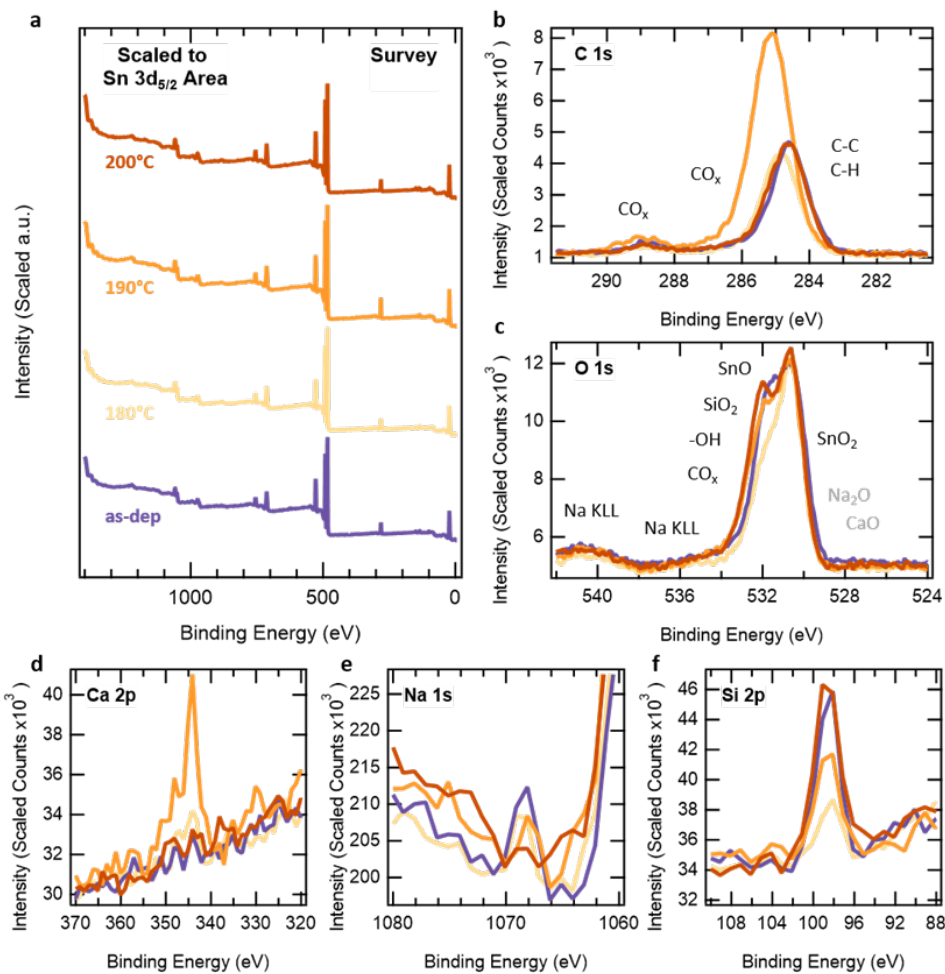 a
Scaled to
Sn 3d5/2 Area
Survey
200°C
190°C
180°C
as-dep
Intensity (Scaled a.u.)
1000
500
0
Binding Energy (eV)
b
C 1s
8
7
6
5
4
3
2
1
COx
COx
C-C
C-H
Intensity (Scaled Counts x10³)
290
288
286
284
282
Binding Energy (eV)
c
O 1s
12
10
8
6
SnO
SiO₂
-OH
COx
SnO₂
Na₂O
CaO
Na KLL
Na KLL
Intensity (Scaled Counts x10³)
540
536
532
528
524
Binding Energy (eV)
d
Ca 2p
40
38
36
34
32
30
Intensity (Scaled Counts x10³)
370
360
350
340
330
320
Binding Energy (eV)
e
Na 1s
225
220
215
210
205
200
Intensity (Scaled Counts x10³)
1080
1070
1060
Binding Energy (eV)
f
Si 2p
46
44
42
40
38
36
34
32
Intensity (Scaled Counts x10³)
108
104
100
96
92
88
Binding Energy (eV)